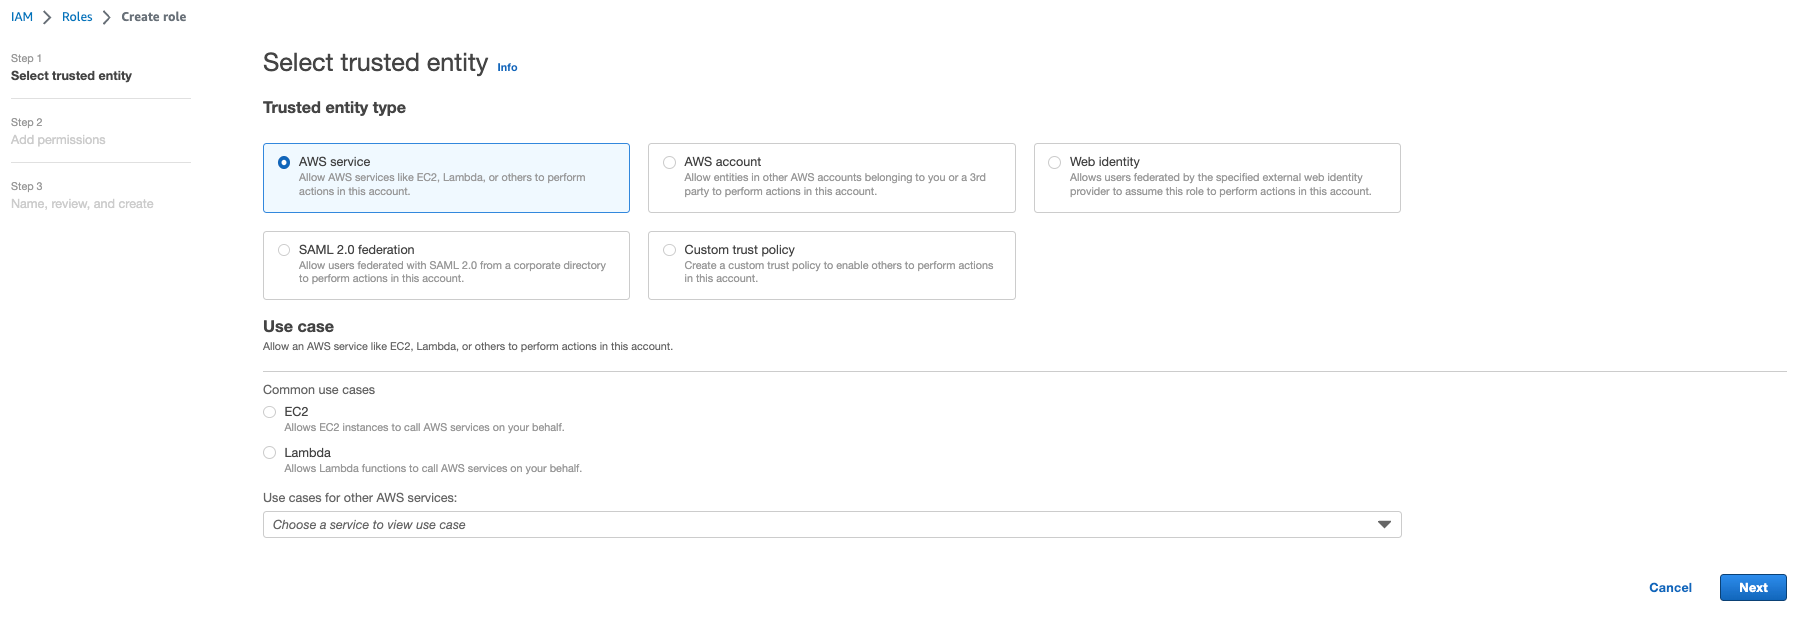 IAM > Roles > Create role
Step 1
Select trusted entity
Step 2
Add permissions
Step 3
Name, review, and create
Select trusted entity Info
Trusted entity type
AWS service
Allow AWS services like EC2, Lambda, or others to perform
actions in this account.
AWS account
Allow entities in other AWS accounts belonging to you or a 3rd
party to perform actions in this account.
Web identity
Allows users federated by the specified external web identity
provider to assume this role to perform actions in this account.
SAML 2.0 federation
Allow users federated with SAML 2.0 from a corporate directory
to perform actions in this account.
Custom trust policy
Create a custom trust policy to enable others to perform actions
in this account.
Use case
Allow an AWS service like EC2, Lambda, or others to perform actions in this account.
Common use cases
EC2
Allows EC2 instances to call AWS services on your behalf.
Lambda
Allows Lambda functions to call AWS services on your behalf.
Use cases for other AWS services:
Choose a service to view use case
Cancel
Next